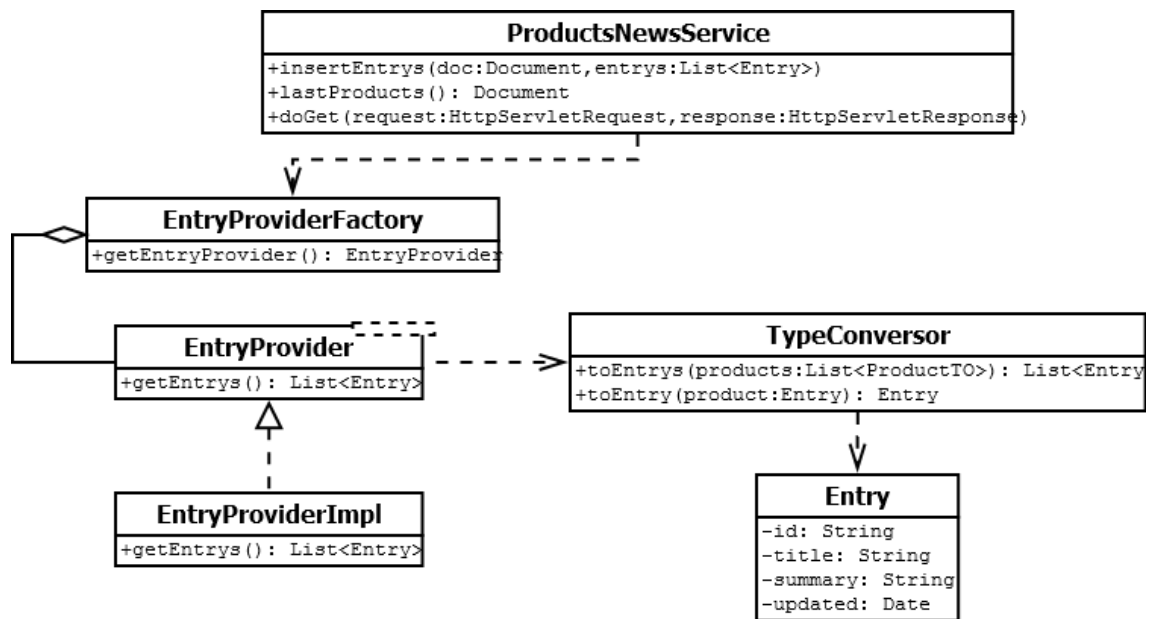 ProductsNewsService
+insertEntrys(doc:Document,entrys:List<Entry>)
+lastProducts(): Document
+doGet(request:HttpServletRequest,response:HttpServletResponse)
EntryProviderFactory
+getEntryProvider(): EntryProvider
EntryProvider
+getEntrys(): List<Entry>
TypeConversor
+toEntrys(products:List<ProductTO>): List<Entry
+toEntry(product:Entry): Entry
EntryProviderImpl
+getEntrys(): List<Entry>
Entry
-id: String
-title: String
-summary: String
-updated: Date